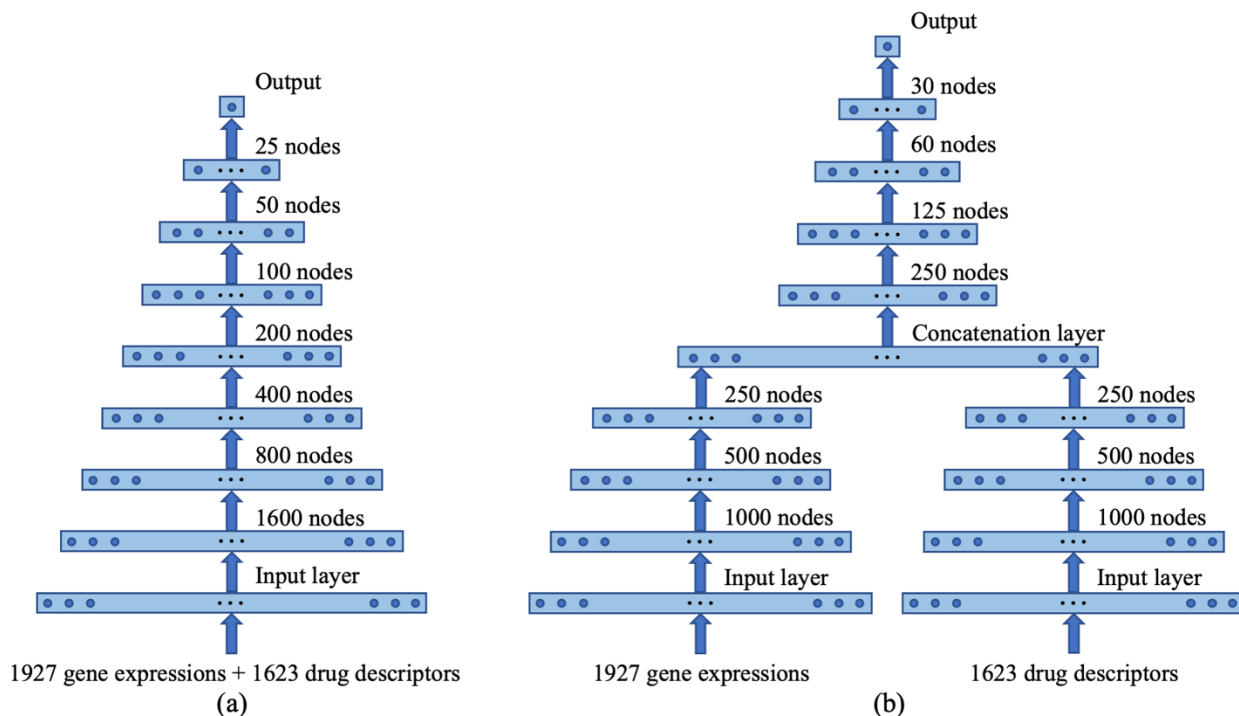 Output
25 nodes
50 nodes
100 nodes
200 nodes
400 nodes
800 nodes
1600 nodes
Input layer
1927 gene expressions + 1623 drug descriptors
(a)
Output
30 nodes
60 nodes
125 nodes
250 nodes
Concatenation layer
250 nodes
500 nodes
1000 nodes
Input layer
1927 gene expressions
250 nodes
500 nodes
1000 nodes
Input layer
1623 drug descriptors
(b)